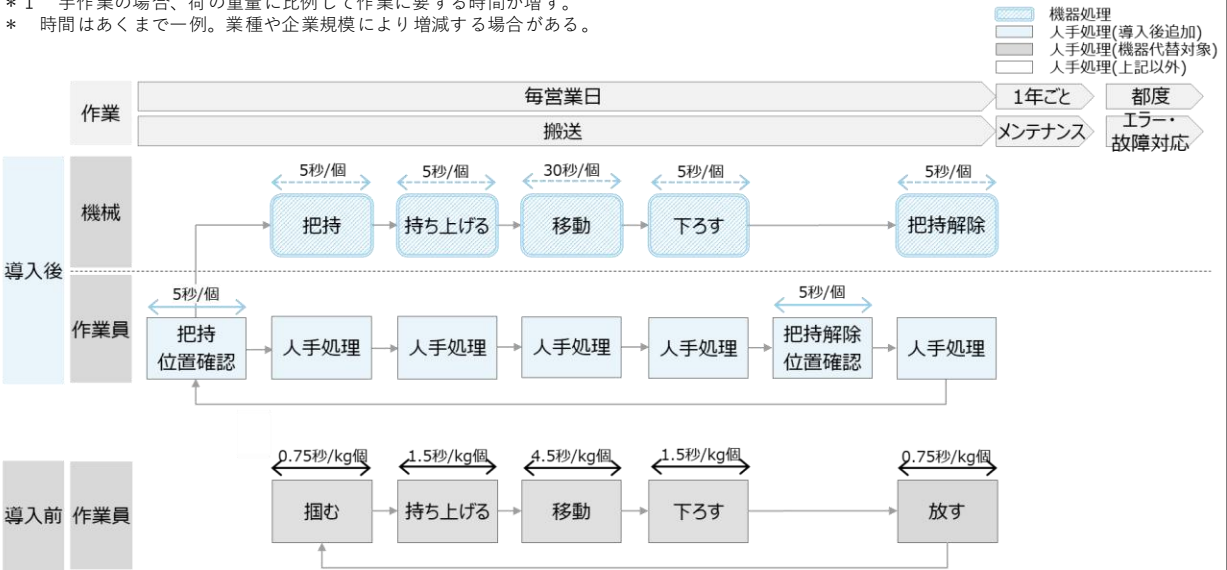 ＊1　手作業の場合、荷の重量に比例して作業に要する時間が増す。
＊　時間はあくまで一例。業種や企業規模により増減する場合がある。
機器処理
人手処理(導入後追加)
人手処理(機器代替対象)
人手処理(上記以外)
作業
毎営業日
1年ごと
都度
搬送
メンテナンス
エラー・
故障対応
導入後
機械
5秒/個
5秒/個
30秒/個
5秒/個
5秒/個
把持
持ち上げる
移動
下ろす
把持解除
作業員
5秒/個
5秒/個
把持
位置確認
人手処理
人手処理
人手処理
人手処理
把持解除
位置確認
人手処理
導入前
作業員
0.75秒/kg個
1.5秒/kg個
4.5秒/kg個
1.5秒/kg個
0.75秒/kg個
掴む
持ち上げる
移動
下ろす
放す